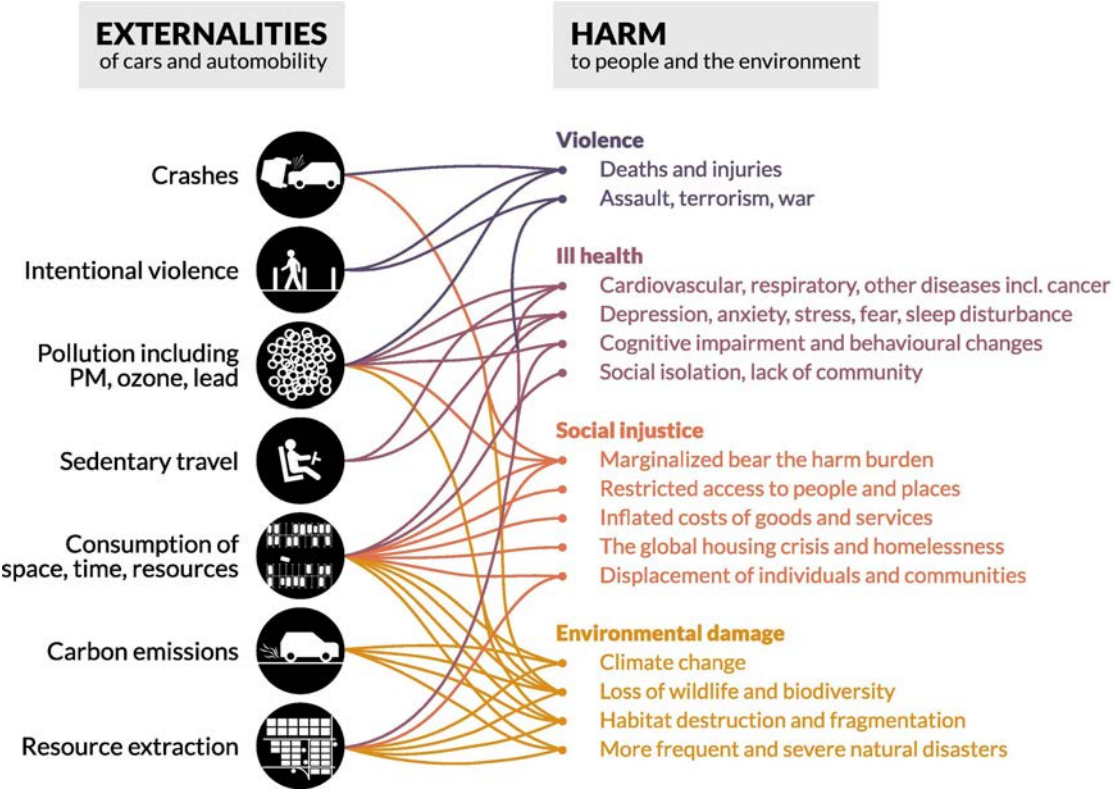 EXTERNALITIES
of cars and automobility
HARM
to people and the environment
Crashes
Intentional violence
Pollution including
PM, ozone, lead
Sedentary travel
Consumption of
space, time, resources
Carbon emissions
Resource extraction
Violence
Deaths and injuries
Assault, terrorism, war
Ill health
Cardiovascular, respiratory, other diseases incl. cancer
Depression, anxiety, stress, fear, sleep disturbance
Cognitive impairment and behavioural changes
Social isolation, lack of community
Social injustice
Marginalized bear the harm burden
Restricted access to people and places
Inflated costs of goods and services
The global housing crisis and homelessness
Displacement of individuals and communities
Environmental damage
Climate change
Loss of wildlife and biodiversity
Habitat destruction and fragmentation
More frequent and severe natural disasters